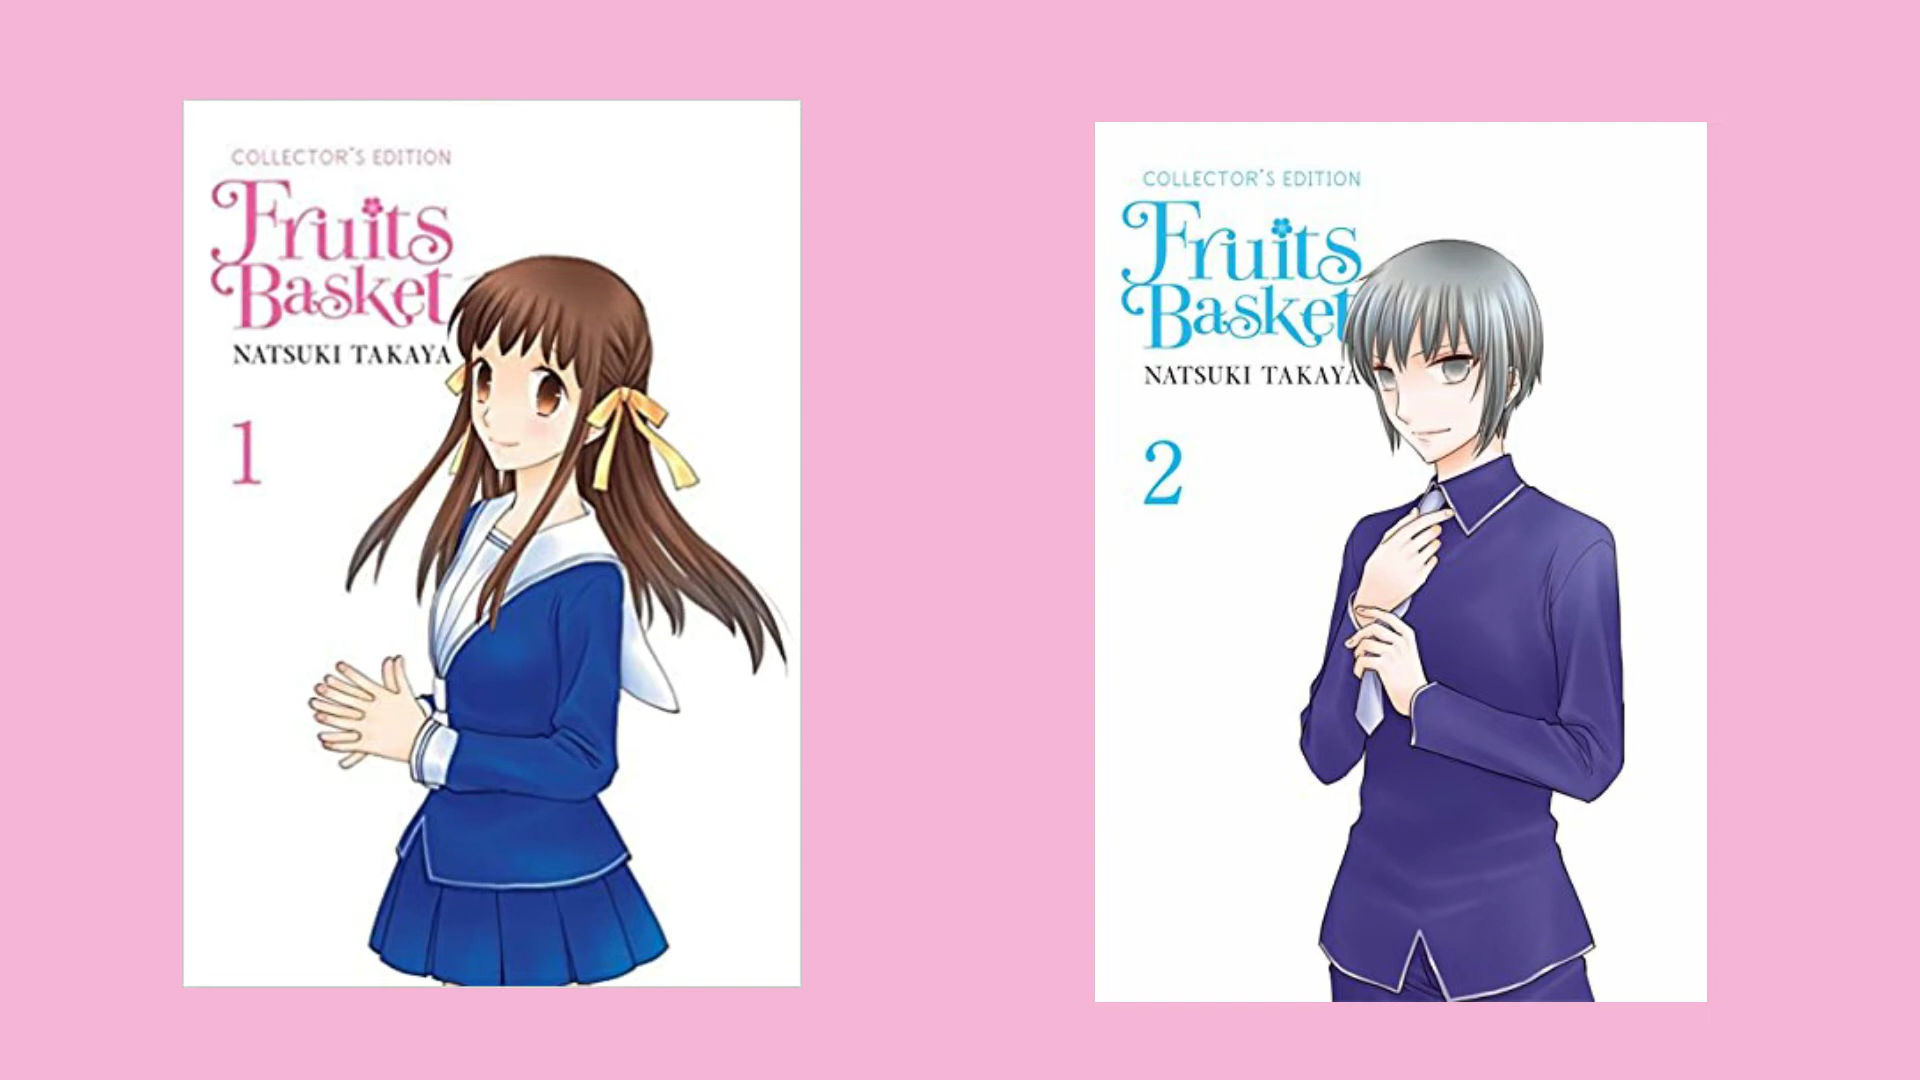 COLLECTOR'S EDITION
Fruits
Basket
NATSUKI TAKAYA
1
COLLECTOR'S EDITION
Fruits
Basket
NATSUKI TAKAYA
2